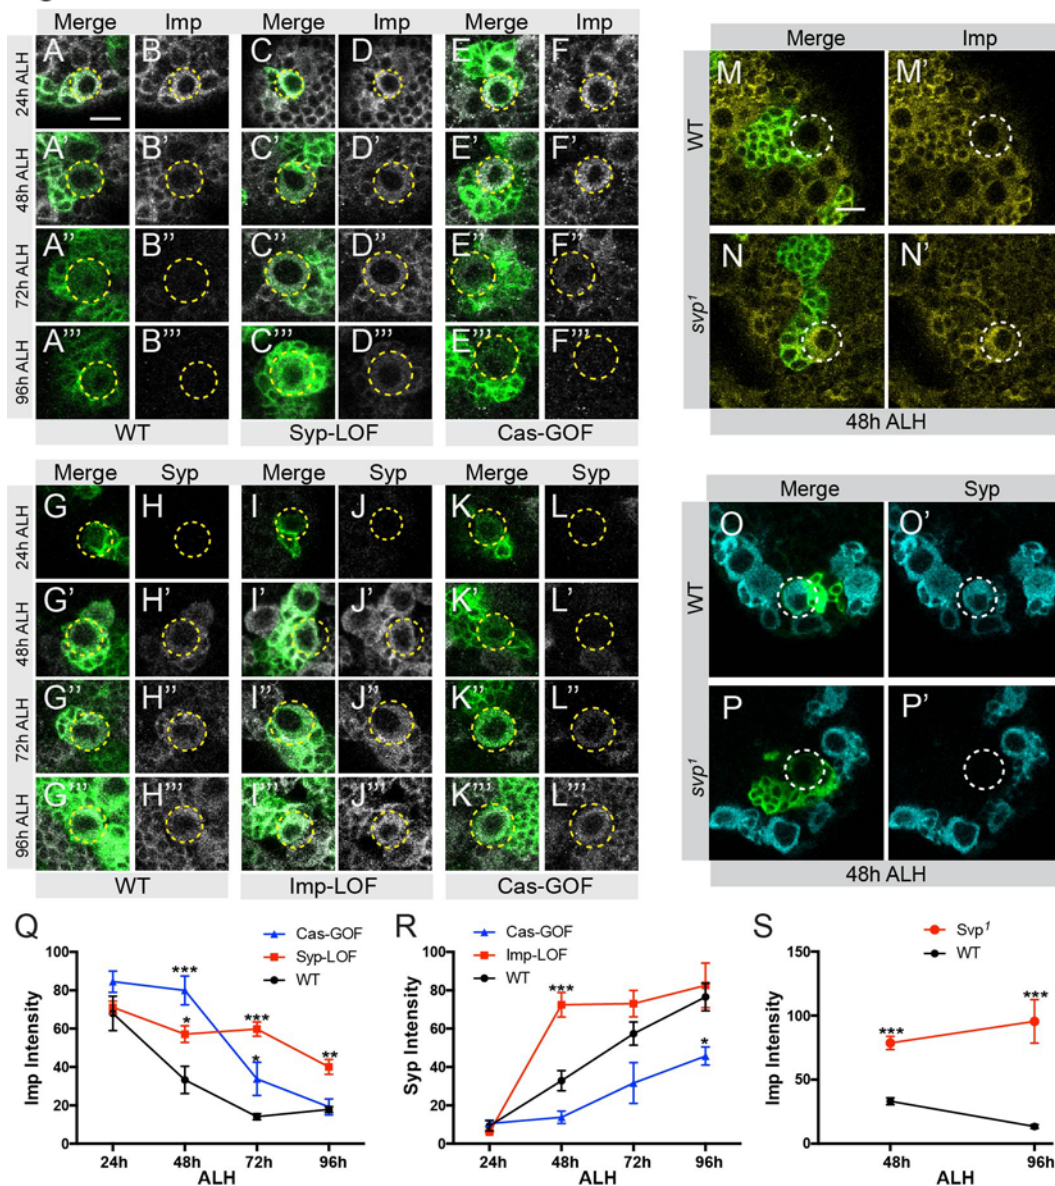 Merge Imp Merge Imp Merge Imp
24h ALH A B C D E F
48h ALH A' B' C' D' E' F'
72h ALH A'' B'' C'' D'' E'' F''
96h ALH A''' B''' C''' D''' E''' F'''
WT Syp-LOF Cas-GOF
Merge Imp
WT M M'
svp¹ N N'
48h ALH
Merge Syp Merge Syp Merge Syp
24h ALH G H I J K L
48h ALH G' H' I' J' K' L'
72h ALH G'' H'' I'' J'' K'' L''
96h ALH G''' H''' I''' J''' K''' L'''
WT Imp-LOF Cas-GOF
Merge Syp
WT O O'
svp¹ P P'
48h ALH
Q
Cas-GOF
Syp-LOF
WT
Imp Intensity
100
80
60
40
20
0
***
*
***
*
**
24h 48h 72h 96h
ALH
R
Cas-GOF
Imp-LOF
WT
Syp Intensity
100
80
60
40
20
0
***
*
24h 48h 72h 96h
ALH
S
Svp¹
WT
Imp Intensity
150
100
50
0
***
***
48h 96h
ALH